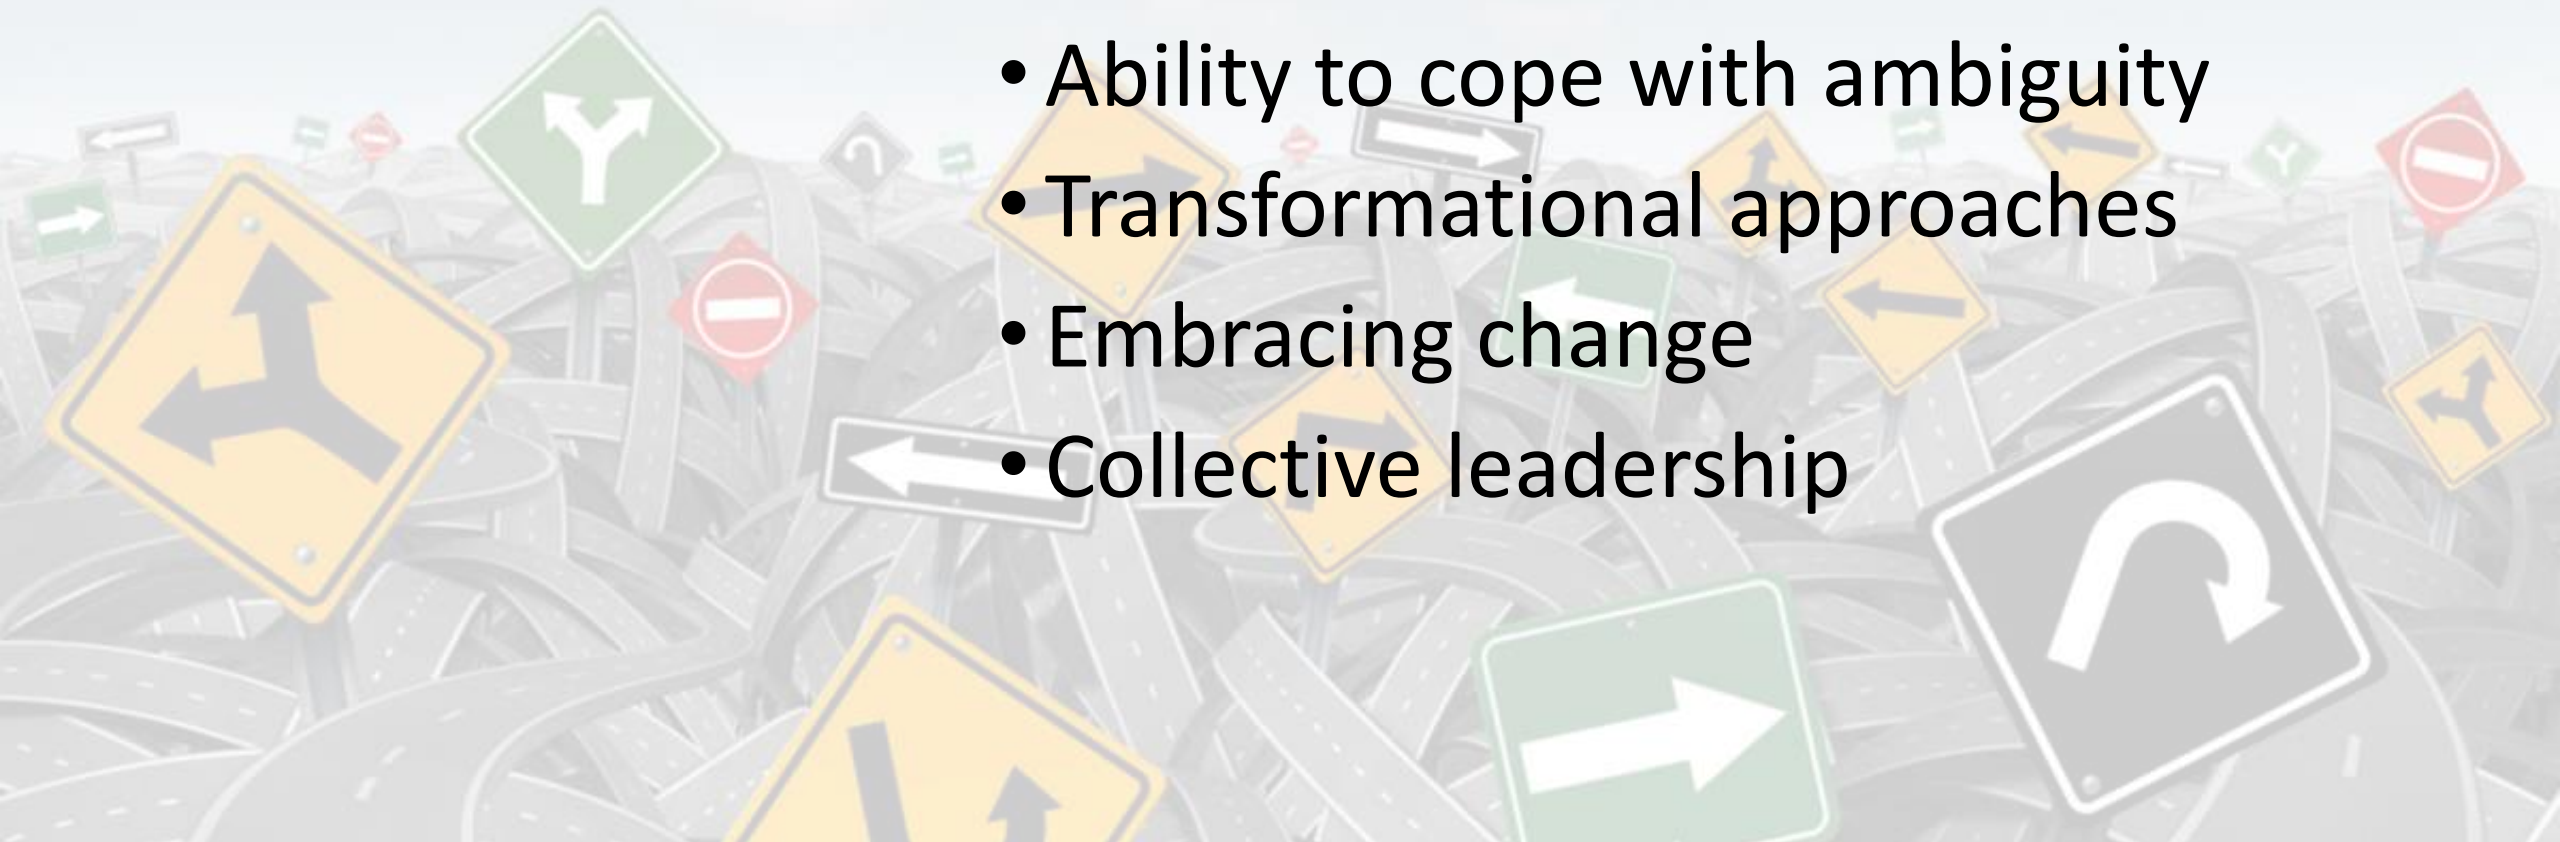 • Ability to cope with ambiguity
• Transformational approaches
• Embracing change
• Collective leadership